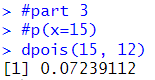 > #part 3
> #p(x=15)
> dpois(15, 12)
[1] 0.07239112